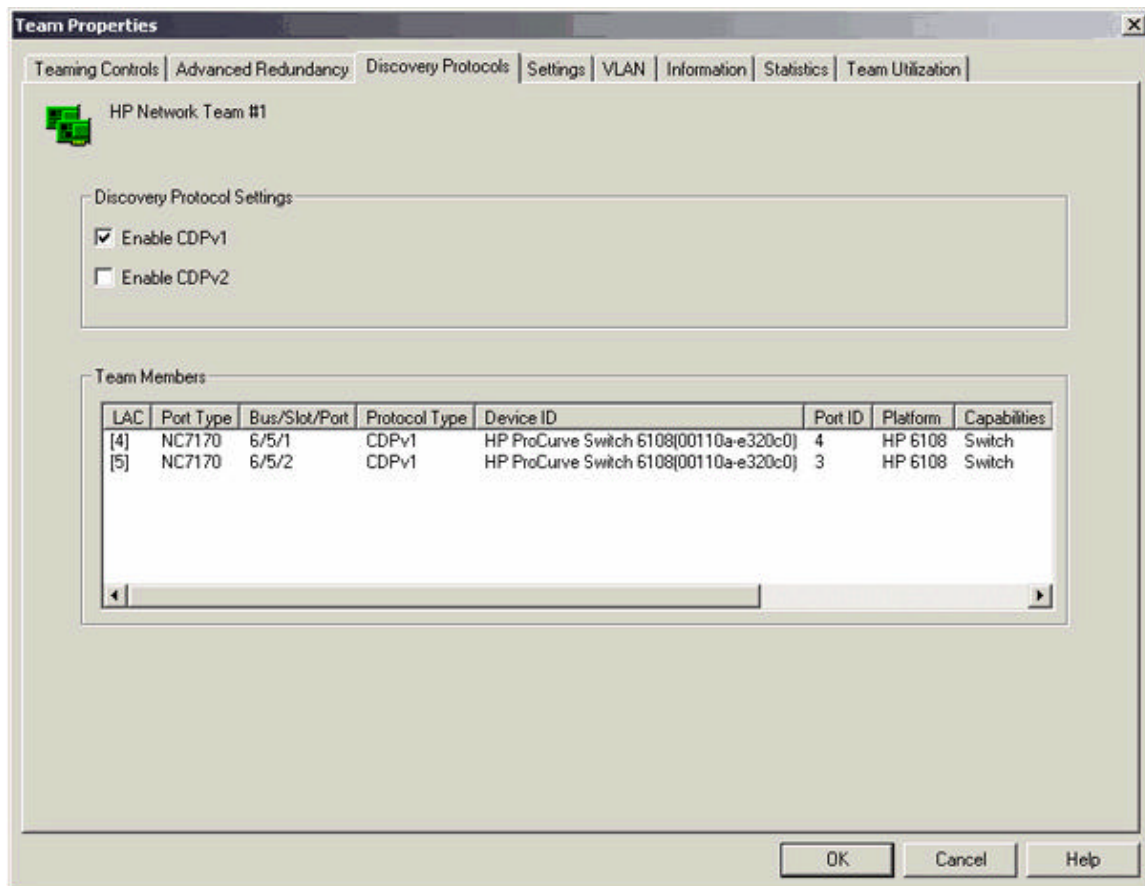 Team Properties
Teaming Controls Advanced Redundancy Discovery Protocols Settings VLAN Information Statistics Team Utilization
HP Network Team #1
Discovery Protocol Settings
Enable CDPv1
Enable CDPv2
Team Members
LAC Port Type Bus/Slot/Port Protocol Type Device ID Port ID Platform Capabilities
[4] NC7170 6/5/1 CDPv1 HP ProCurve Switch 6108(00110a-e320c0) 4 HP 6108 Switch
[5] NC7170 6/5/2 CDPv1 HP ProCurve Switch 6108(00110a-e320c0) 3 HP 6108 Switch
OK Cancel Help